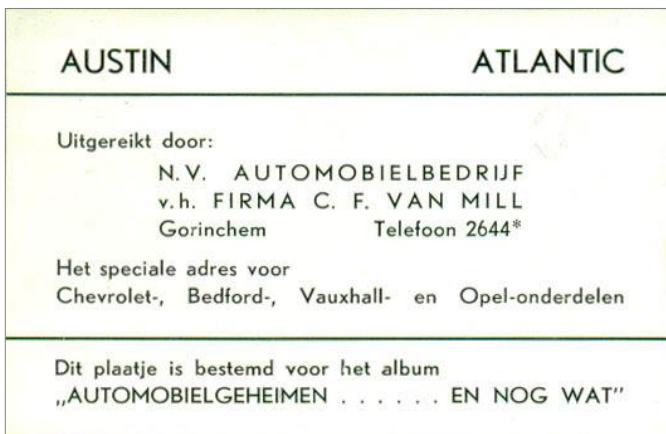 AUSTIN ATLANTIC
Uitgereikt door:
N.V. AUTOMOBIELBEDRIJF
v.h. FIRMA C. F. VAN MILL
Gorinchem Telefoon 2644*
Het speciale adres voor
Chevrolet-, Bedford-, Vauxhall- en Opel-onderdelen
Dit plaatje is bestemd voor het album
„AUTOMOBIELGEHEIMEN . . . . . . EN NOG WAT”